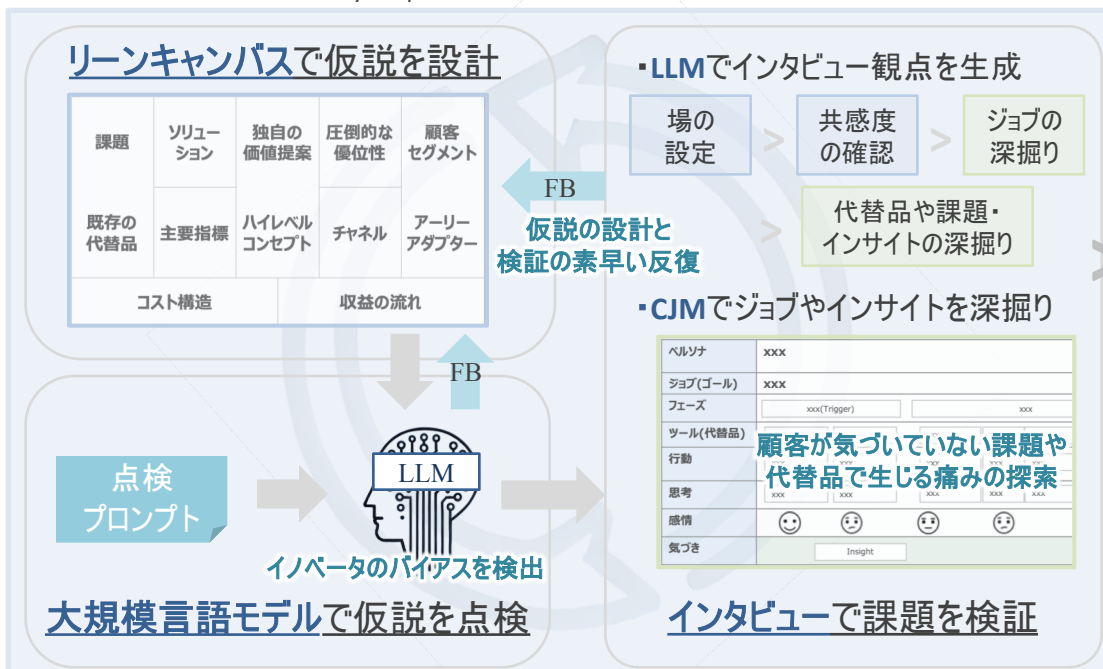 リーンキャンバスで仮説を設計
課題
ソリュー
ション
独自の
価値提案
圧倒的な
優位性
顧客
セグメント
既存の
代替品
主要指標
ハイレベル
コンセプト
チャネル
アーリー
アダプター
コスト構造
収益の流れ
FB
仮説の設計と
検証の素早い反復
FB
点検
プロンプト
LLM
イノベータのバイアスを検出
大規模言語モデルで仮説を点検
・LLMでインタビュー観点を生成
場の
設定
>
共感度
の確認
>
ジョブの
深掘り
>
代替品や課題・
インサイトの深掘り
・CJMでジョブやインサイトを深掘り
ペルソナ
xxx
ジョブ(ゴール)
xxx
フェーズ
xxx(Trigger)
xxx
ツール(代替品)
顧客が気づいていない課題や
代替品で生じる痛みの探索
行動
思考
xxx
xxx
xxx
xxx
xxx
感情
気づき
Insight
インタビューで課題を検証